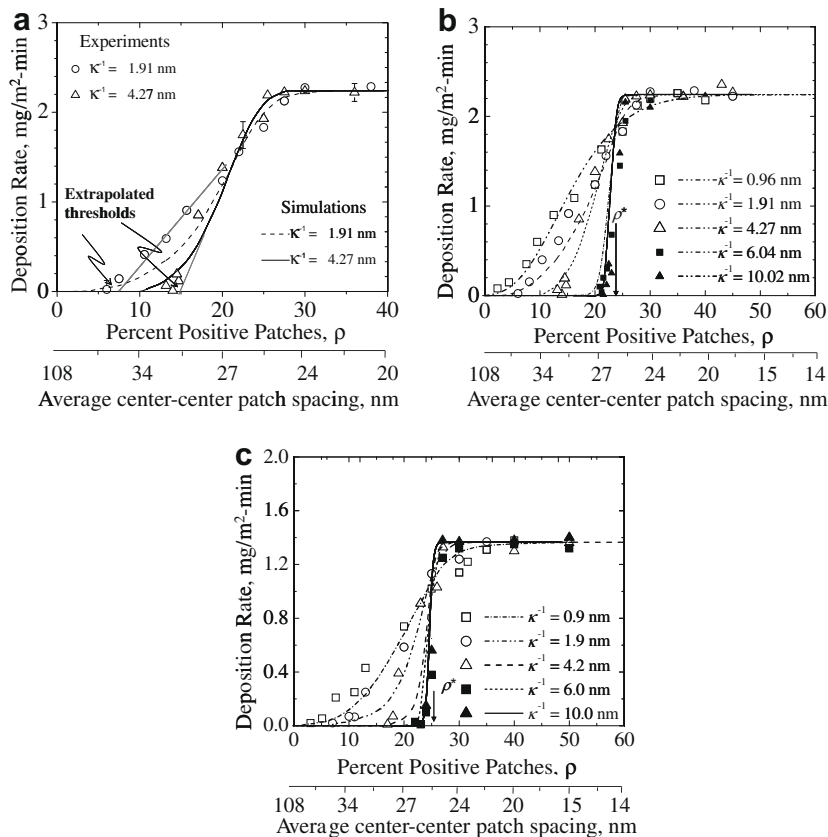 a
Experiments
κ-1 = 1.91 nm
κ-1 = 4.27 nm
Extrapolated
thresholds
Simulations
κ-1 = 1.91 nm
κ-1 = 4.27 nm
3
2
1
0
Deposition Rate, mg/m²-min
0 10 20 30 40
Percent Positive Patches, ρ
108 34 27 24 20
Average center-center patch spacing, nm
b
ρ*
κ-1 = 0.96 nm
κ-1 = 1.91 nm
κ-1 = 4.27 nm
κ-1 = 6.04 nm
κ-1 = 10.02 nm
3
2
1
0
Deposition Rate, mg/m²-min
0 10 20 30 40 50 60
Percent Positive Patches, ρ
108 34 27 24 20 15 14
Average center-center patch spacing, nm
c
ρ*
κ-1 = 0.9 nm
κ-1 = 1.9 nm
κ-1 = 4.2 nm
κ-1 = 6.0 nm
κ-1 = 10.0 nm
2.0
1.6
1.2
0.8
0.4
0.0
Deposition Rate, mg/m²-min
0 10 20 30 40 50 60
Percent Positive Patches, ρ
108 34 27 24 20 15 14
Average center-center patch spacing, nm